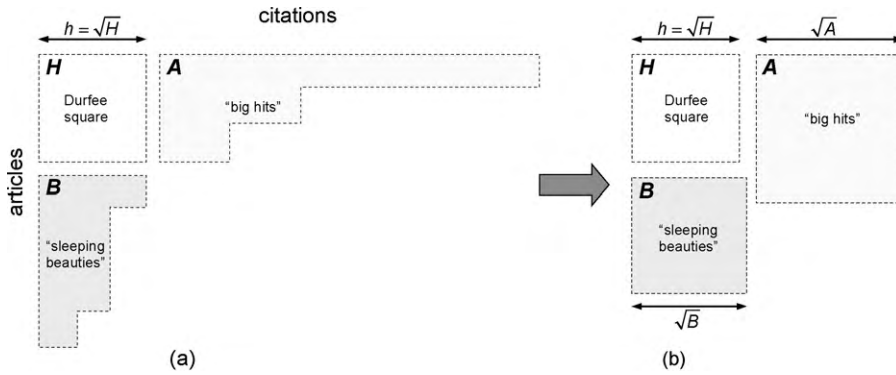 citations
h = √H
h = √H
√A
H
A
H
A
Durfee
square
"big hits"
Durfee
square
"big hits"
articles
B
B
"sleeping
beauties"
"sleeping
beauties"
√B
(a)
(b)